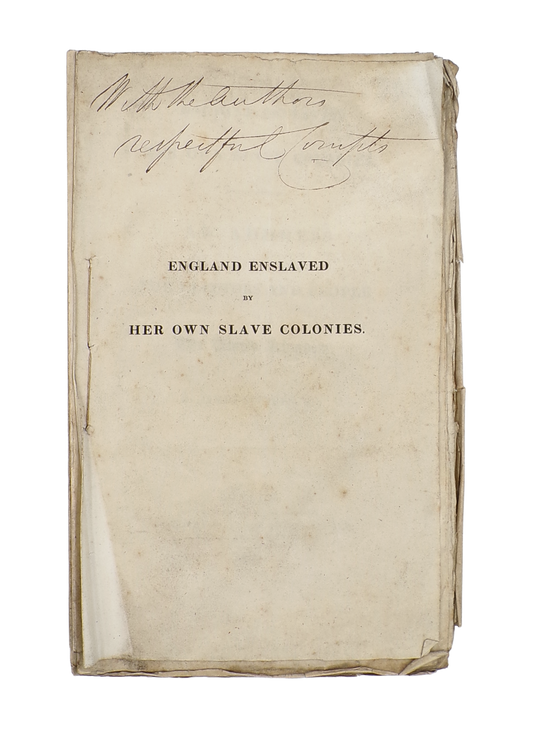 With the authors
respectful Compts
ENGLAND ENSLAVED
BY
HER OWN SLAVE COLONIES.